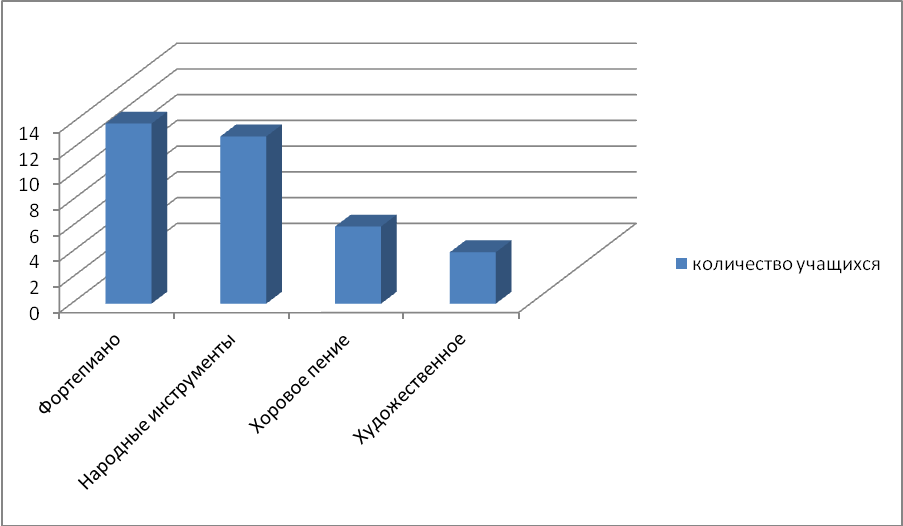 14
12
10
8
6
4
2
0
Фортепиано
Народные инструменты
Хоровое пение
Художественное
количество учащихся